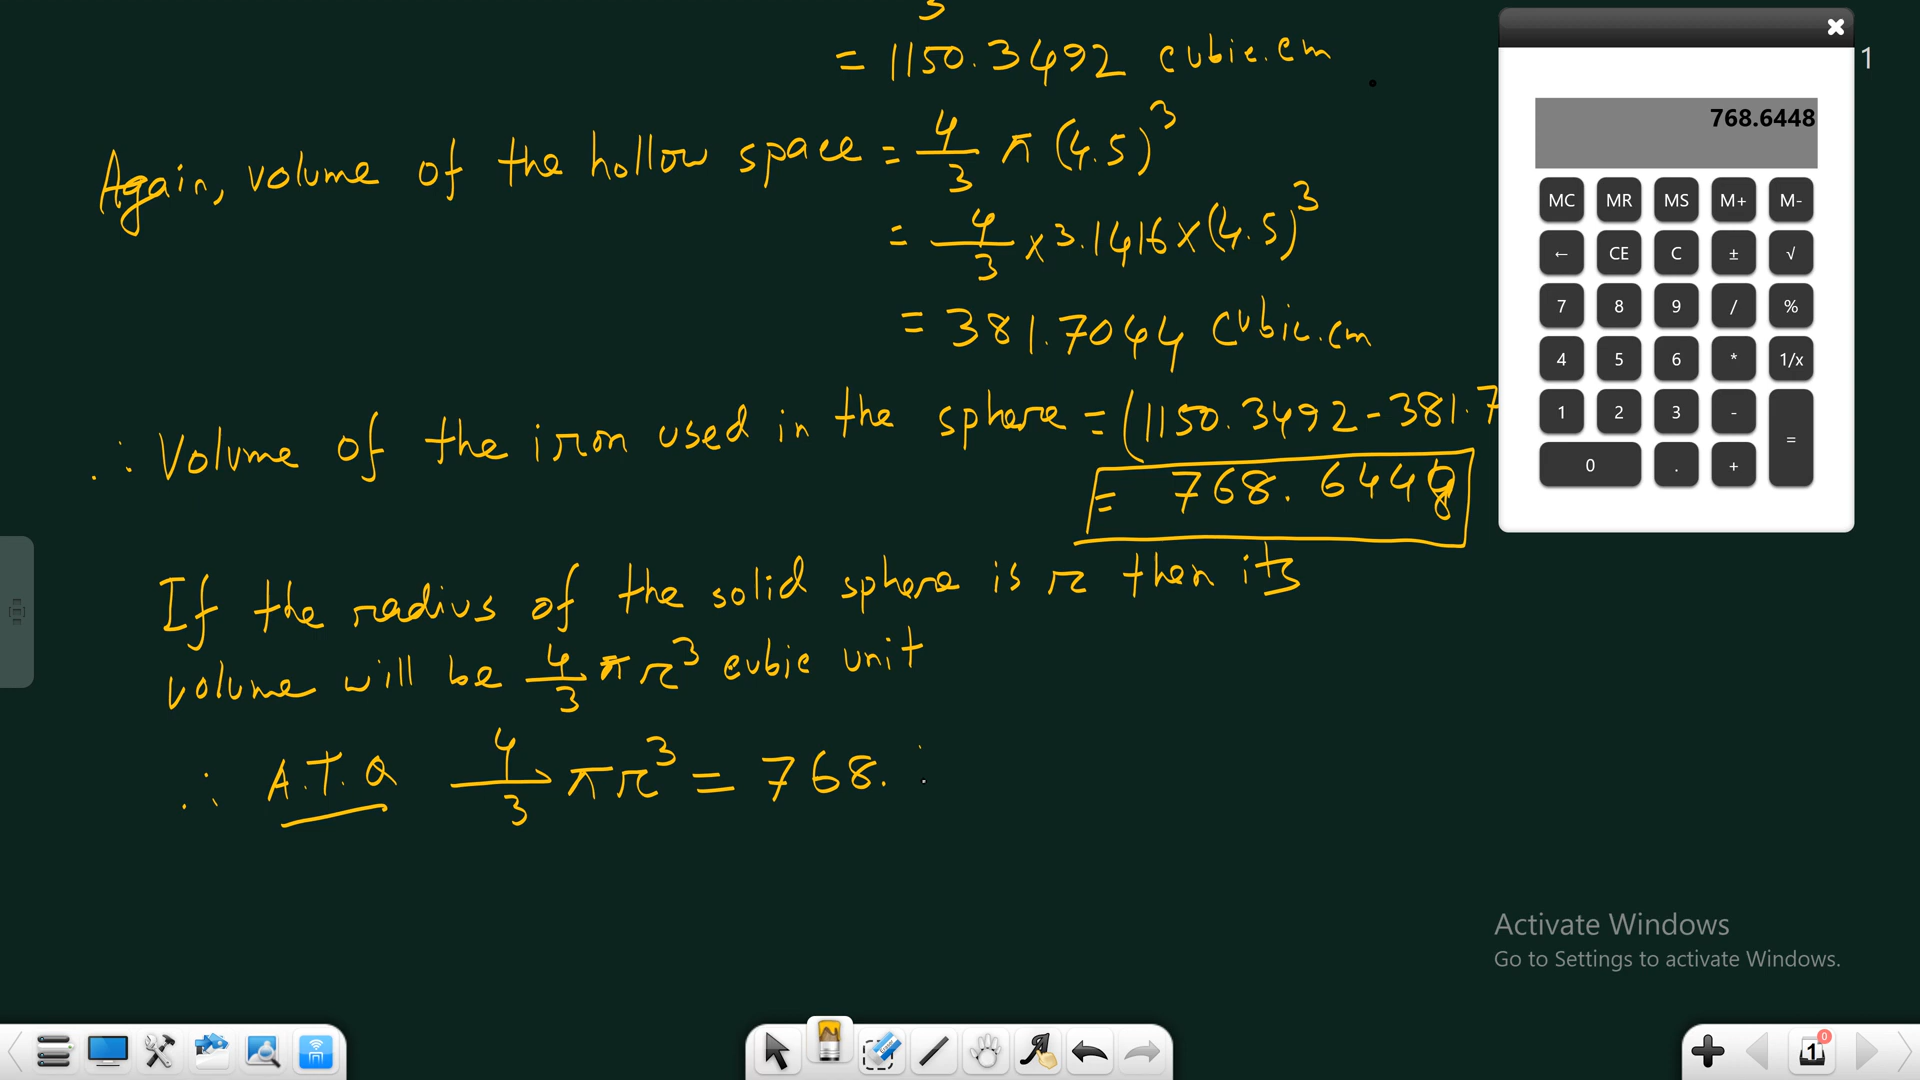 3
= 1150.3492 cubic.cm
Again, volume of the hollow space = 4/3 π (4.5)³
= 4/3 × 3.1416 × (4.5)³
= 381.7044 cubic.cm
∴ Volume of the iron used in the sphere = (1150.3492 - 381.7
= 768.6448
If the radius of the solid sphere is r then its
volume will be 4/3 πr³ cubic unit
∴ A.T.Q 4/3 πr³ = 768.
1
768.6448
MC MR MS M+ M-
← CE C ± √
7 8 9 / %
4 5 6 * 1/x
1 2 3 - =
0 . +
Activate Windows
Go to Settings to activate Windows.
1 0